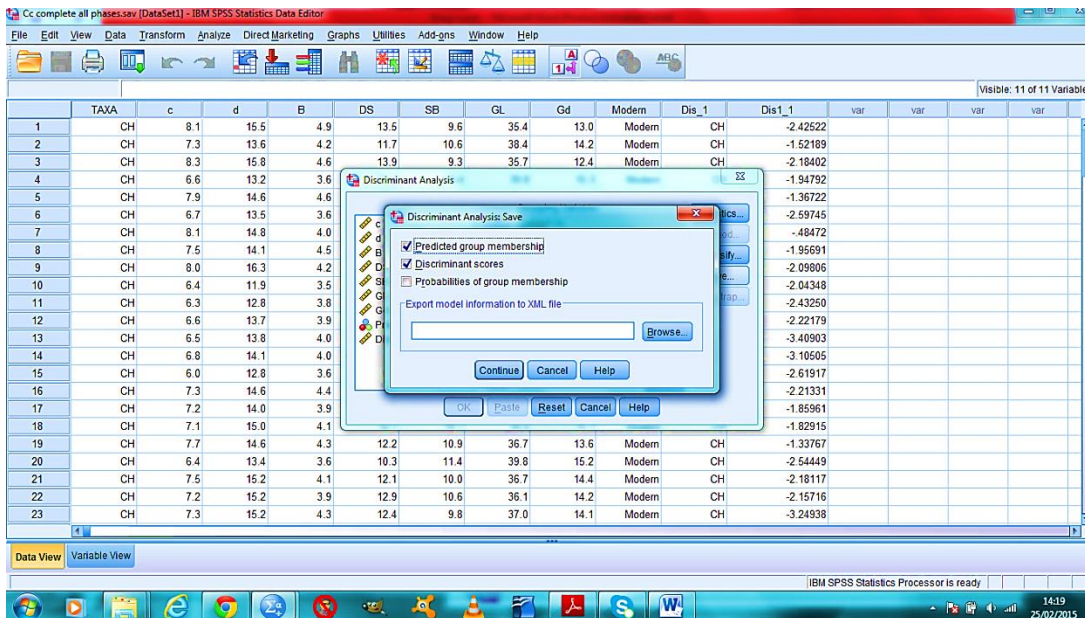 Cc complete all phases.sav [DataSet1] - IBM SPSS Statistics Data Editor
File Edit View Data Transform Analyze Direct Marketing Graphs Utilities Add-ons Window Help
Visible: 11 of 11 Variable
TAXA c d B DS SB GL Gd Modern Dis_1 Dis1_1 var var var var
1 CH 8.1 15.5 4.9 13.5 9.6 35.4 13.0 Modern CH -2.42522
2 CH 7.3 13.6 4.2 11.7 10.6 38.4 14.2 Modern CH -1.52189
3 CH 8.3 15.8 4.6 13.9 9.3 35.7 12.4 Modern CH -2.18402
4 CH 6.6 13.2 3.6 -1.94792
5 CH 7.9 14.6 4.6 -1.36722
6 CH 6.7 13.5 3.6 -2.59745
7 CH 8.1 14.8 4.0 -.48472
8 CH 7.5 14.1 4.5 -1.95691
9 CH 8.0 16.3 4.2 -2.09806
10 CH 6.4 11.9 3.5 -2.04348
11 CH 6.3 12.8 3.8 -2.43250
12 CH 6.6 13.7 3.9 -2.22179
13 CH 6.5 13.8 4.0 -3.40903
14 CH 6.8 14.1 4.0 -3.10505
15 CH 6.0 12.8 3.6 -2.61917
16 CH 7.3 14.6 4.4 -2.21331
17 CH 7.2 14.0 3.9 -1.85961
18 CH 7.1 15.0 4.1 -1.82915
19 CH 7.7 14.6 4.3 12.2 10.9 36.7 13.6 Modern CH -1.33767
20 CH 6.4 13.4 3.6 10.3 11.4 39.8 15.2 Modern CH -2.54449
21 CH 7.5 15.2 4.1 12.1 10.0 36.7 14.4 Modern CH -2.18117
22 CH 7.2 15.2 3.9 12.9 10.6 36.1 14.2 Modern CH -2.15716
23 CH 7.3 15.2 4.3 12.4 9.8 37.0 14.1 Modern CH -3.24938
Discriminant Analysis
Discriminant Analysis: Save
Predicted group membership
Discriminant scores
Probabilities of group membership
Export model information to XML file
Browse...
Continue Cancel Help
OK Paste Reset Cancel Help
Data View Variable View
IBM SPSS Statistics Processor is ready
14:19
25/02/2015